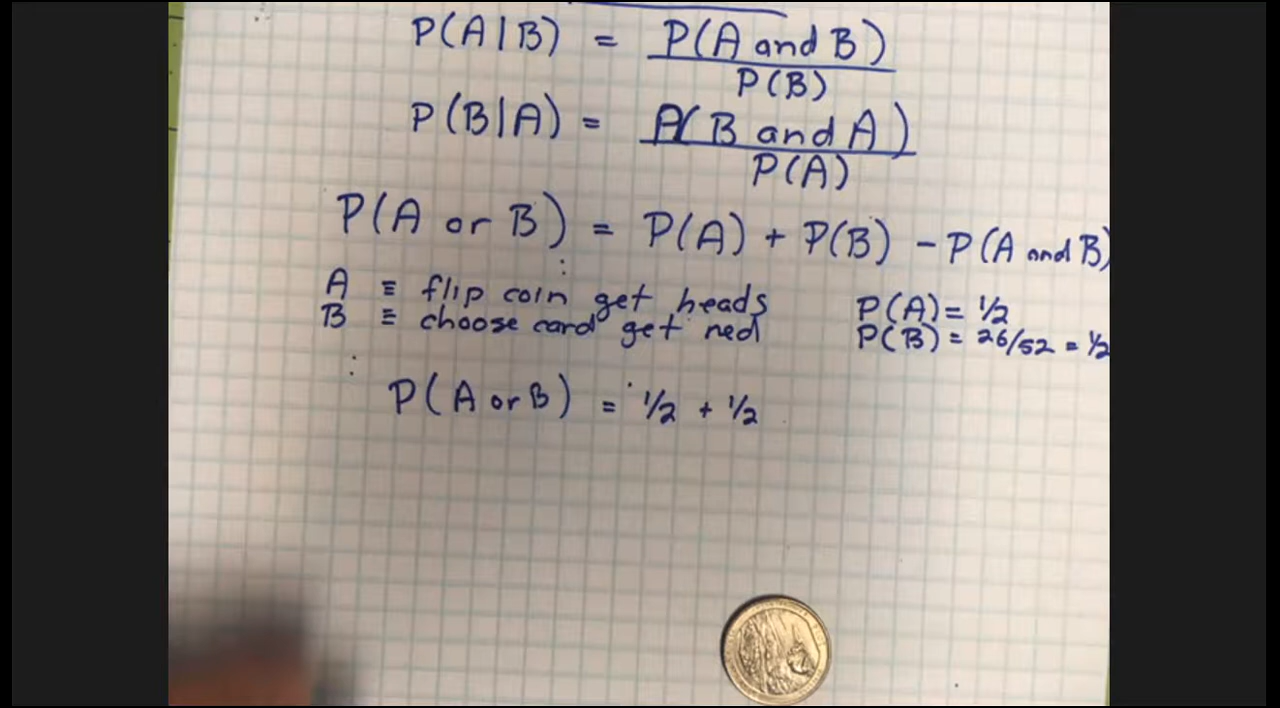 P(A|B) = P(A and B) / P(B)
P(B|A) = A(B and A) / P(A)
P(A or B) = P(A) + P(B) - P(A and B)
A ≡ flip coin get heads P(A) = 1/2
B ≡ choose card get red P(B) = 26/52 = 1/2
P(A or B) = 1/2 + 1/2